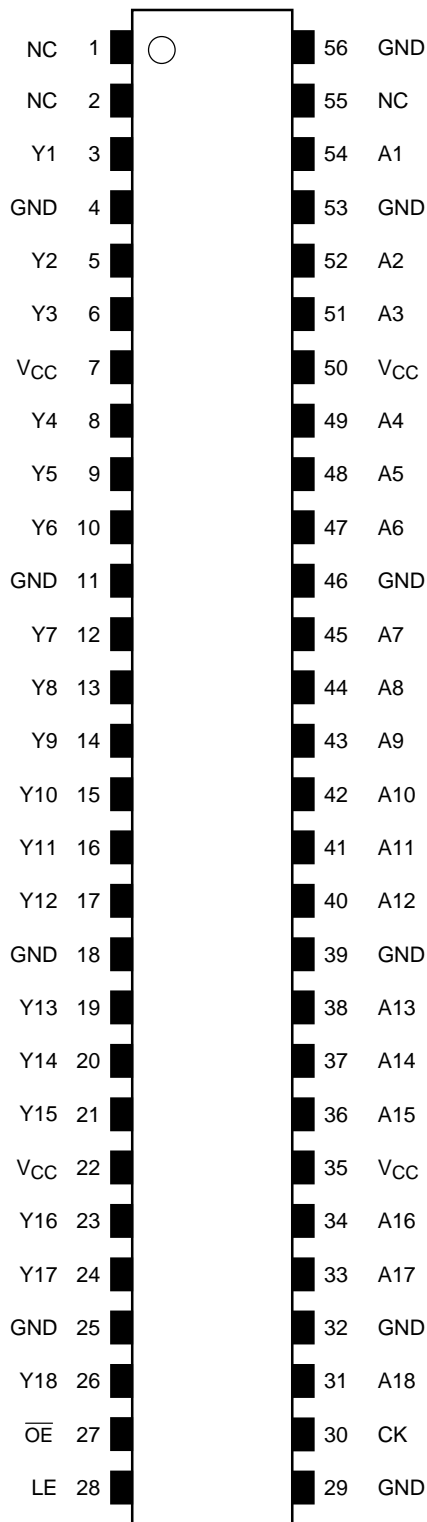 NC 1 56 GND
NC 2 55 NC
Y1 3 54 A1
GND 4 53 GND
Y2 5 52 A2
Y3 6 51 A3
VCC 7 50 VCC
Y4 8 49 A4
Y5 9 48 A5
Y6 10 47 A6
GND 11 46 GND
Y7 12 45 A7
Y8 13 44 A8
Y9 14 43 A9
Y10 15 42 A10
Y11 16 41 A11
Y12 17 40 A12
GND 18 39 GND
Y13 19 38 A13
Y14 20 37 A14
Y15 21 36 A15
VCC 22 35 VCC
Y16 23 34 A16
Y17 24 33 A17
GND 25 32 GND
Y18 26 31 A18
O̅E̅ 27 30 CK
LE 28 29 GND